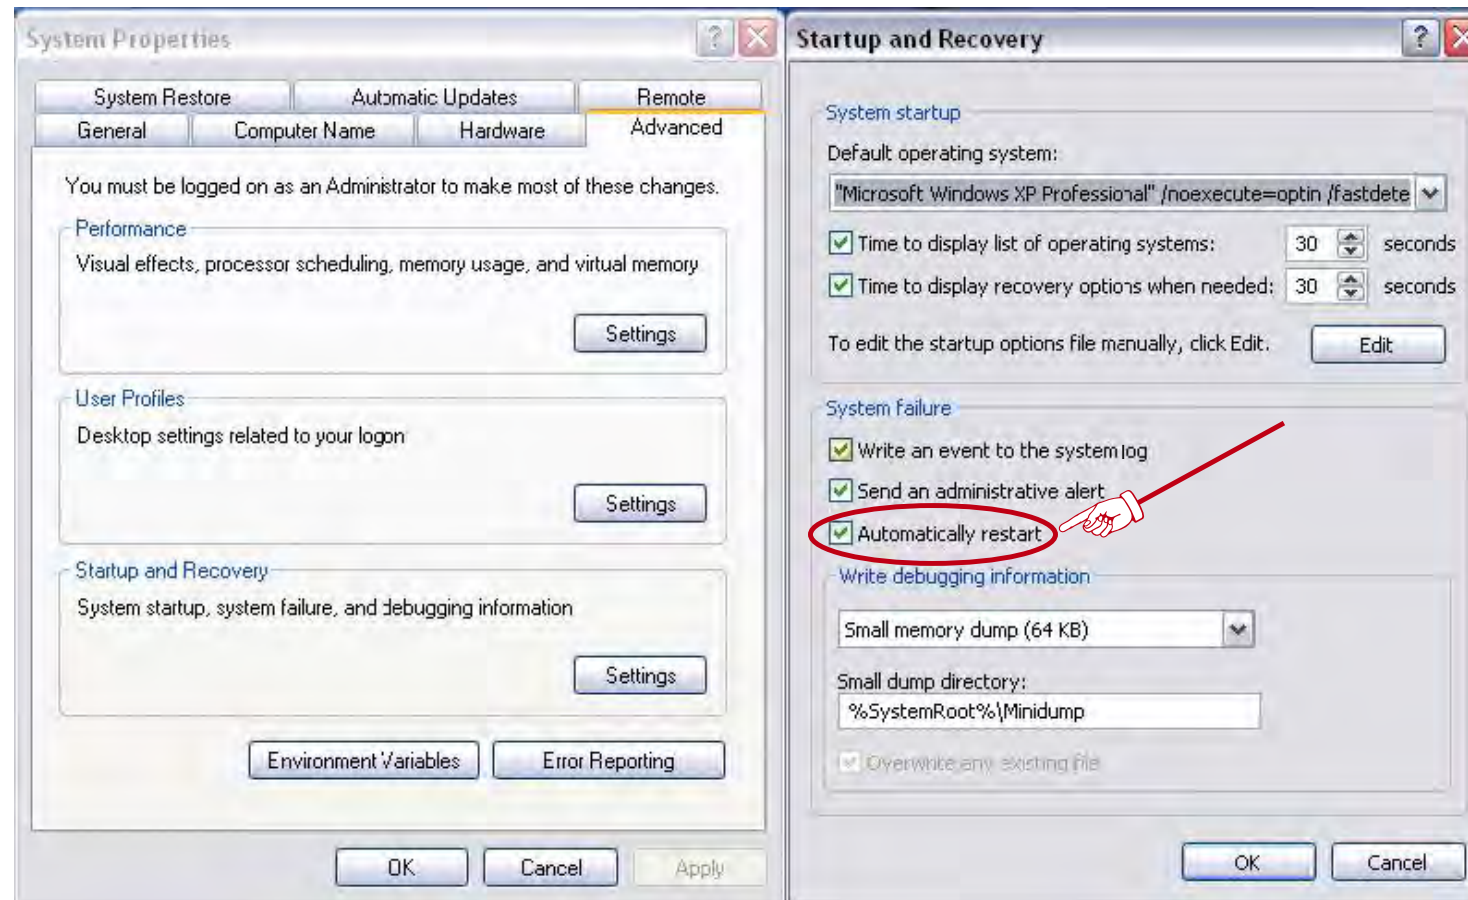 System Properties
System Restore
Automatic Updates
Remote
General
Computer Name
Hardware
Advanced
You must be logged on as an Administrator to make most of these changes.
Performance
Visual effects, processor scheduling, memory usage, and virtual memory
Settings
User Profiles
Desktop settings related to your logon
Settings
Startup and Recovery
System startup, system failure, and debugging information
Settings
Environment Variables
Error Reporting
OK
Cancel
Apply
Startup and Recovery
System startup
Default operating system:
"Microsoft Windows XP Professional" /noexecute=optin /fastdete
Time to display list of operating systems: 30 seconds
Time to display recovery options when needed: 30 seconds
To edit the startup options file manually, click Edit.
Edit
System failure
Write an event to the system log
Send an administrative alert
Automatically restart
Write debugging information
Small memory dump (64 KB)
Small dump directory:
%SystemRoot%\Minidump
Overwrite any existing file
OK
Cancel